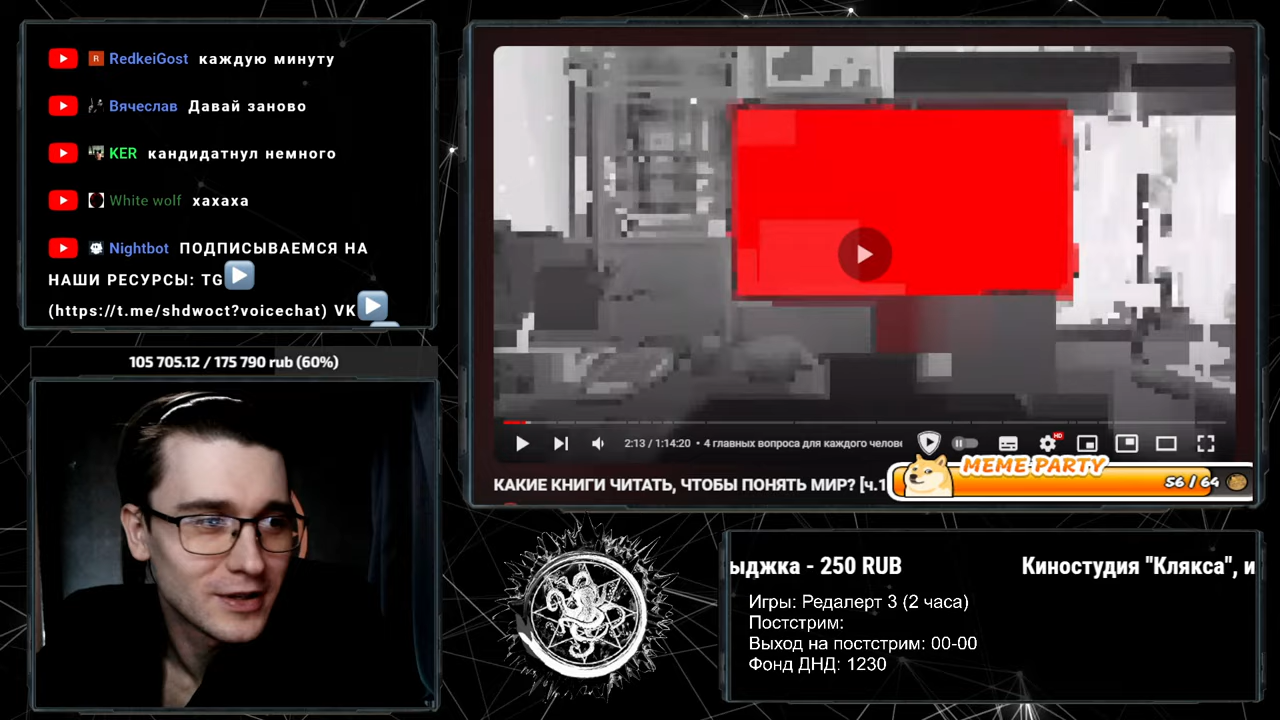 RedkeiGost каждую минуту
Вячеслав Давай заново
KER кандидатнул немного
White wolf хахаха
Nightbot ПОДПИСЫВАЕМСЯ НА
НАШИ РЕСУРСЫ: TG
(https://t.me/shdwoct?voicechat) VK
105 705.12 / 175 790 rub (60%)
2:13 / 1:14:20 • 4 главных вопроса для каждого челове
HD
MEME PARTY
56 / 64
КАКИЕ КНИГИ ЧИТАТЬ, ЧТОБЫ ПОНЯТЬ МИР? [ч.1
ыджка - 250 RUB Киностудия "Клякса", и
Игры: Редалерт 3 (2 часа)
Постстрим:
Выход на постстрим: 00-00
Фонд ДНД: 1230